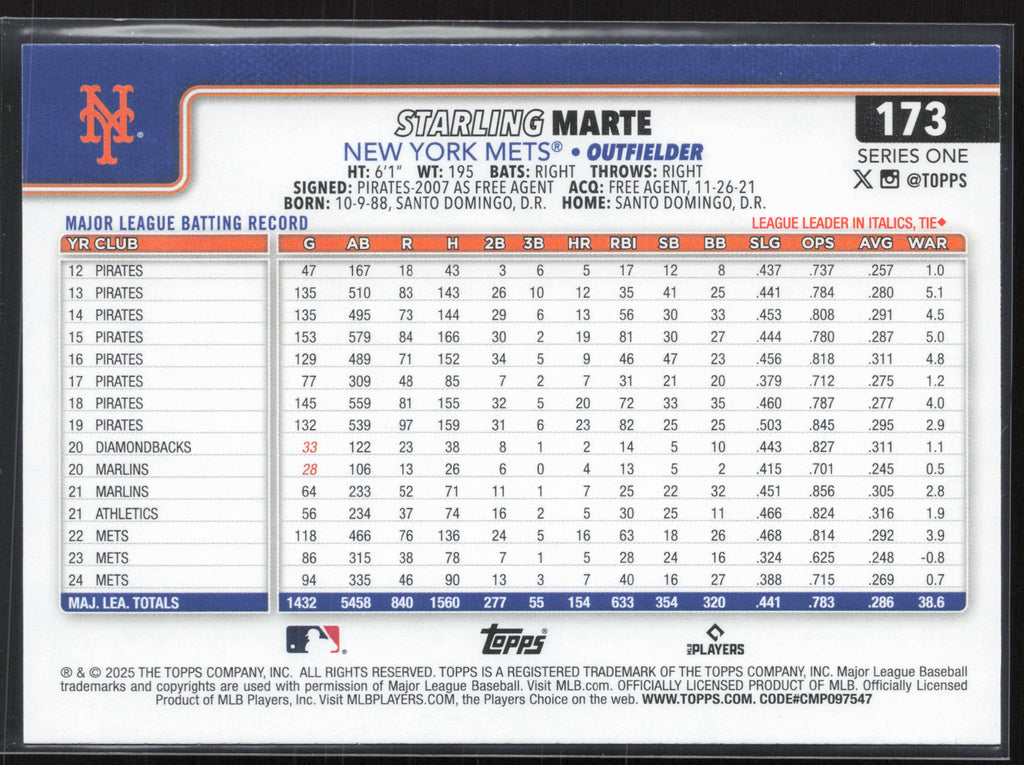 NY
STARLING MARTE
173
NEW YORK METS® • OUTFIELDER
SERIES ONE
HT: 6'1" WT: 195 BATS: RIGHT THROWS: RIGHT
@TOPPS
SIGNED: PIRATES-2007 AS FREE AGENT ACQ: FREE AGENT, 11-26-21
BORN: 10-9-88, SANTO DOMINGO, D.R. HOME: SANTO DOMINGO, D.R.
MAJOR LEAGUE BATTING RECORD LEAGUE LEADER IN ITALICS, TIE♦
YR CLUB G AB R H 2B 3B HR RBI SB BB SLG OPS AVG WAR
12 PIRATES 47 167 18 43 3 6 5 17 12 8 .437 .737 .257 1.0
13 PIRATES 135 510 83 143 26 10 12 35 41 25 .441 .784 .280 5.1
14 PIRATES 135 495 73 144 29 6 13 56 30 33 .453 .808 .291 4.5
15 PIRATES 153 579 84 166 30 2 19 81 30 27 .444 .780 .287 5.0
16 PIRATES 129 489 71 152 34 5 9 46 47 23 .456 .818 .311 4.8
17 PIRATES 77 309 48 85 7 2 7 31 21 20 .379 .712 .275 1.2
18 PIRATES 145 559 81 155 32 5 20 72 33 35 .460 .787 .277 4.0
19 PIRATES 132 539 97 159 31 6 23 82 25 25 .503 .845 .295 2.9
20 DIAMONDBACKS 33 122 23 38 8 1 2 14 5 10 .443 .827 .311 1.1
20 MARLINS 28 106 13 26 6 0 4 13 5 2 .415 .701 .245 0.5
21 MARLINS 64 233 52 71 11 1 7 25 22 32 .451 .856 .305 2.8
21 ATHLETICS 56 234 37 74 16 2 5 30 25 11 .466 .824 .316 1.9
22 METS 118 466 76 136 24 5 16 63 18 26 .468 .814 .292 3.9
23 METS 86 315 38 78 7 1 5 28 24 16 .324 .625 .248 -0.8
24 METS 94 335 46 90 13 3 7 40 16 27 .388 .715 .269 0.7
MAJ. LEA. TOTALS 1432 5458 840 1560 277 55 154 633 354 320 .441 .783 .286 38.6
Topps® MLB PLAYERS
® & © 2025 THE TOPPS COMPANY, INC. ALL RIGHTS RESERVED. TOPPS IS A REGISTERED TRADEMARK OF THE TOPPS COMPANY, INC. Major League Baseball
trademarks and copyrights are used with permission of Major League Baseball. Visit MLB.com. OFFICIALLY LICENSED PRODUCT OF MLB. Officially Licensed
Product of MLB Players, Inc. Visit MLBPLAYERS.COM, the Players Choice on the web. WWW.TOPPS.COM. CODE#CMP097547